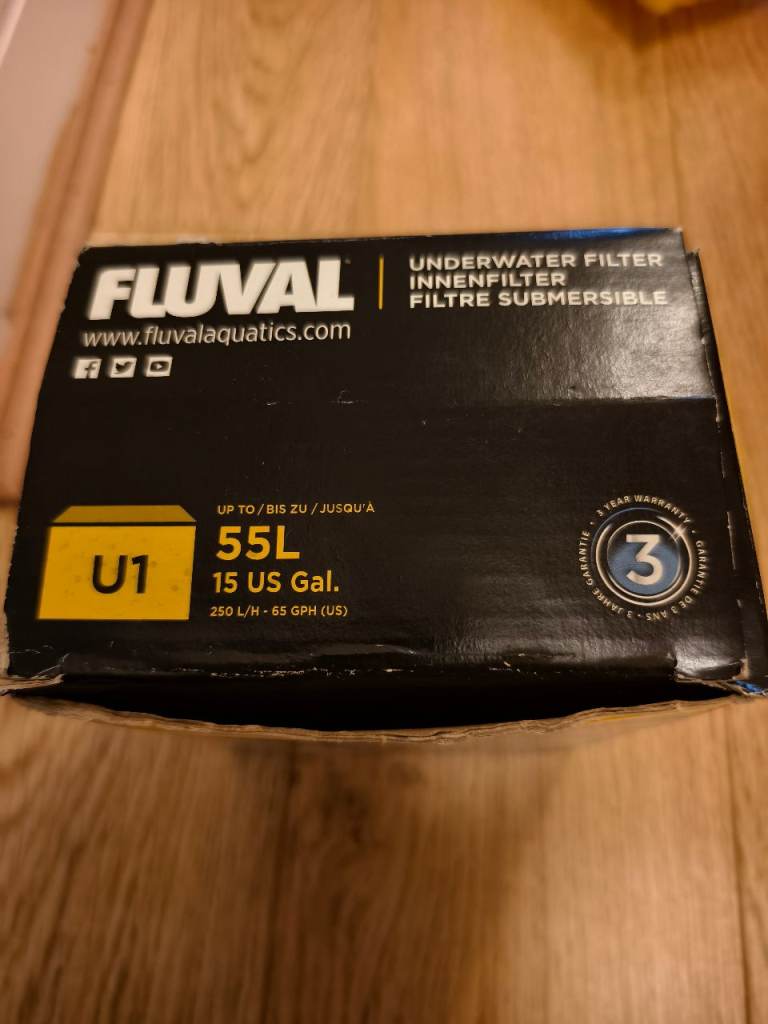 FLUVAL
www.fluvalaquatics.com
UNDERWATER FILTER
INNENFILTER
FILTRE SUBMERSIBLE
U1
UP TO / BIS ZU / JUSQU'À
55L
15 US Gal.
250 L/H - 65 GPH (US)
3
3 YEAR WARRANTY • GARANTIE DE 3 ANS • 3 JAHRE GARANTIE •